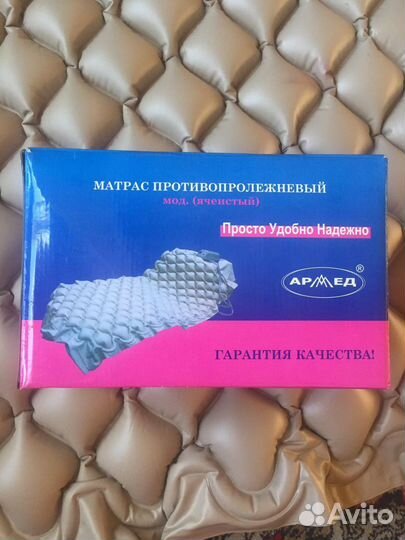 МАТРАС ПРОТИВОПРОЛЕЖНЕВЫЙ
мод. (ячеистый)
Просто Удобно Надежно
АРМЕД®
ГАРАНТИЯ КАЧЕСТВА!
Avito